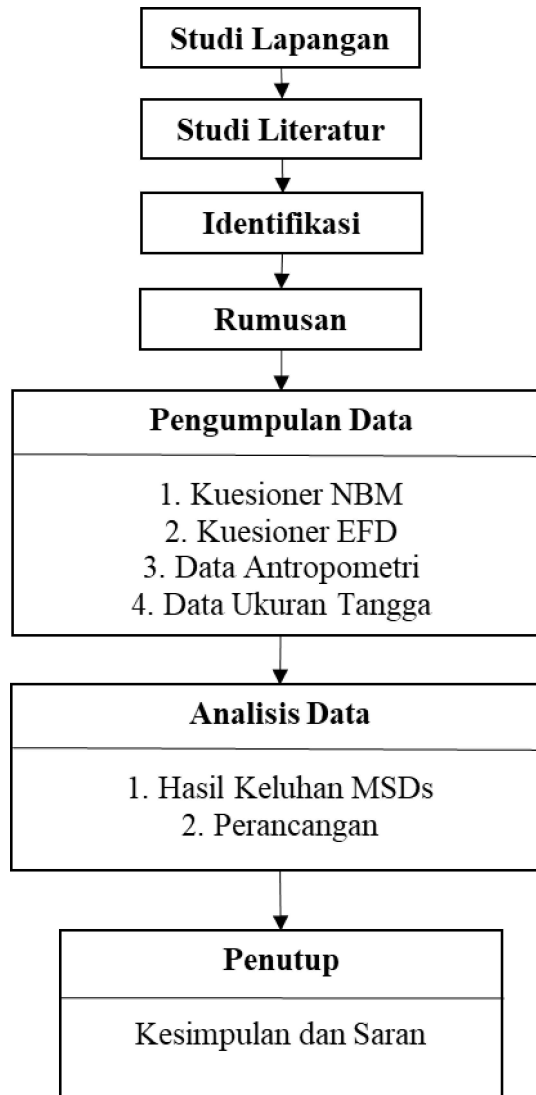 Studi Lapangan
Studi Literatur
Identifikasi
Rumusan
Pengumpulan Data
1. Kuesioner NBM
2. Kuesioner EFD
3. Data Antropometri
4. Data Ukuran Tangga
Analisis Data
1. Hasil Keluhan MSDs
2. Perancangan
Penutup
Kesimpulan dan Saran